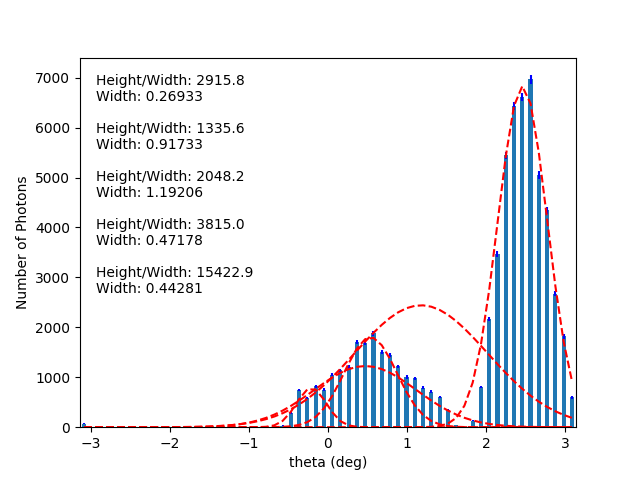 Height/Width: 2915.8
Width: 0.26933
Height/Width: 1335.6
Width: 0.91733
Height/Width: 2048.2
Width: 1.19206
Height/Width: 3815.0
Width: 0.47178
Height/Width: 15422.9
Width: 0.44281
Number of Photons
7000
6000
5000
4000
3000
2000
1000
0
−3 −2 −1 0 1 2 3
theta (deg)